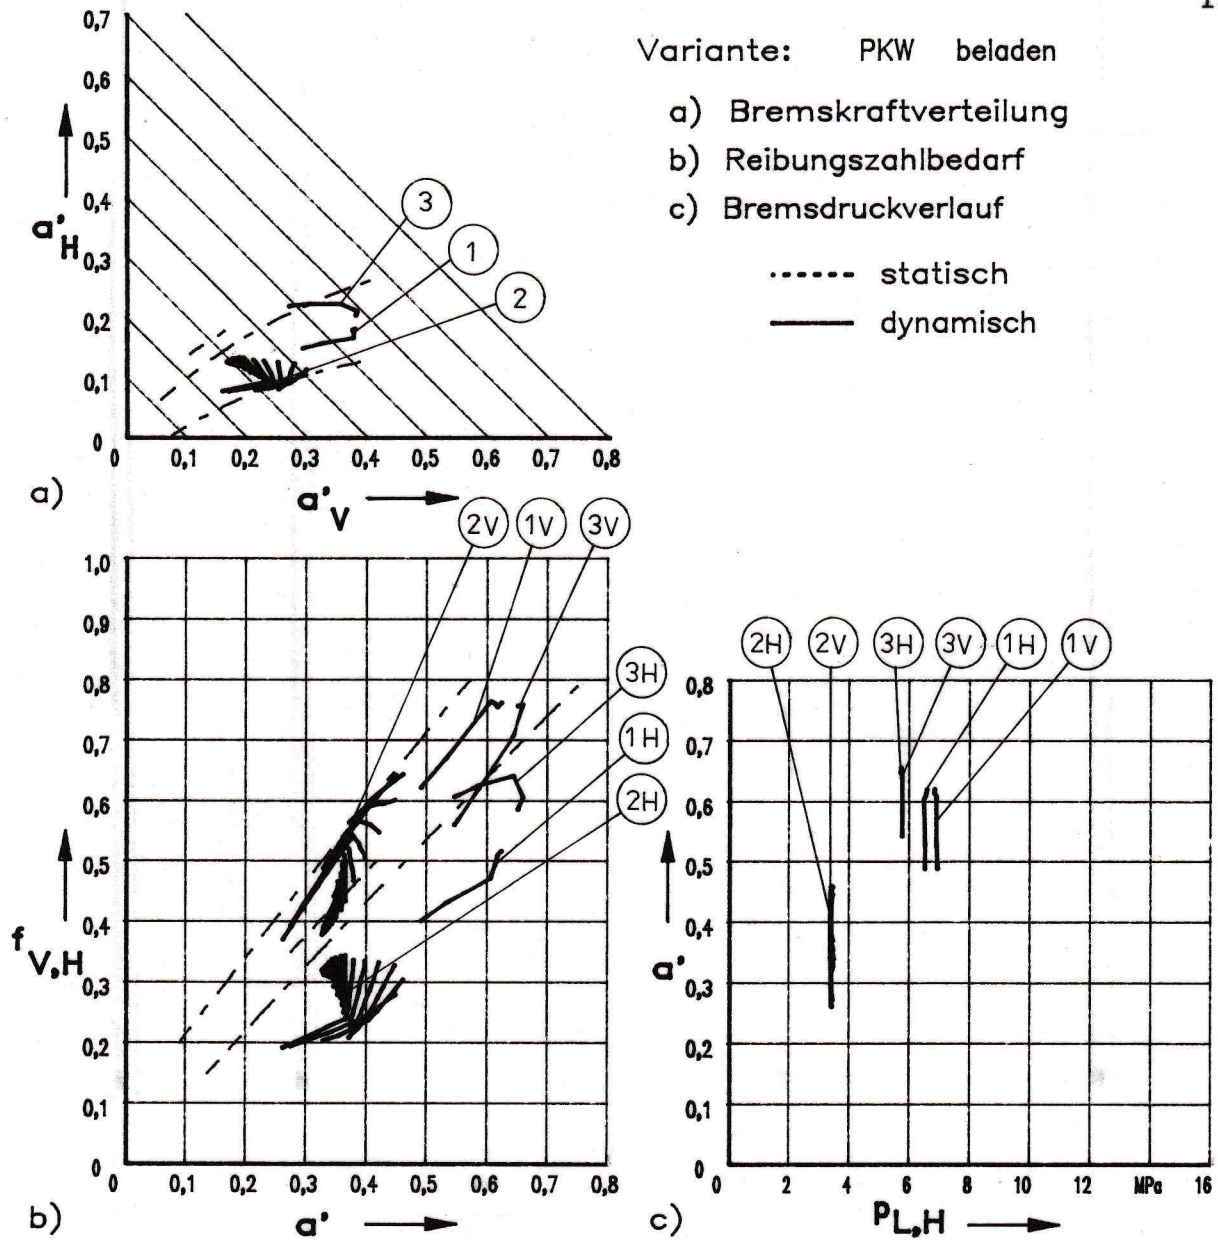 Variante: PKW beladen
a) Bremskraftverteilung
b) Reibungszahlbedarf
c) Bremsdruckverlauf
statisch
dynamisch
0,7
0,6
0,5
0,4
0,3
0,2
0,1
0
a'H
3
1
2
0 0,1 0,2 0,3 0,4 0,5 0,6 0,7 0,8
a)
a'V
2V 1V 3V
1,0
0,9
0,8
0,7
0,6
0,5
0,4
0,3
0,2
0,1
0
fV,H
3H
1H
2H
0 0,1 0,2 0,3 0,4 0,5 0,6 0,7 0,8
b)
a'
2H 2V 3H 3V 1H 1V
0,8
0,7
0,6
0,5
0,4
0,3
0,2
0,1
0
a'
0 2 4 6 8 10 12 MPa 16
c)
PL,H